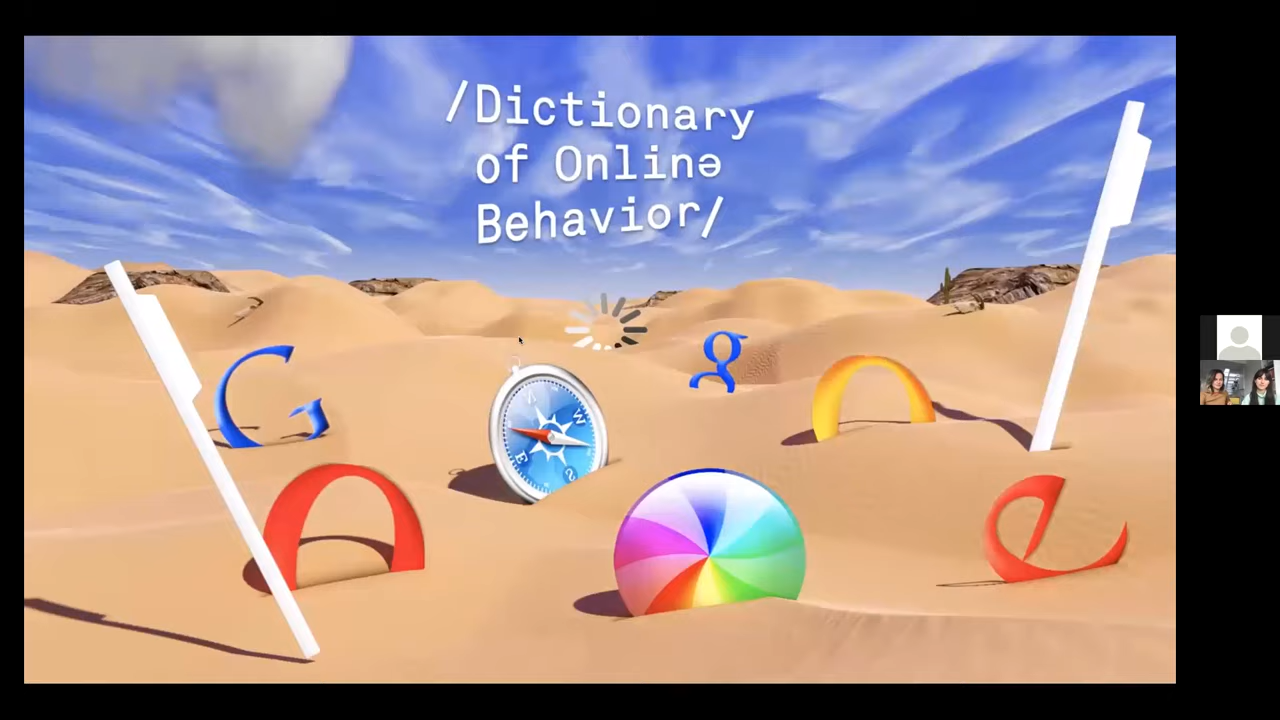 /Dictionary
of Onlinə
Behavior/
G
g
e
N
W
E
S